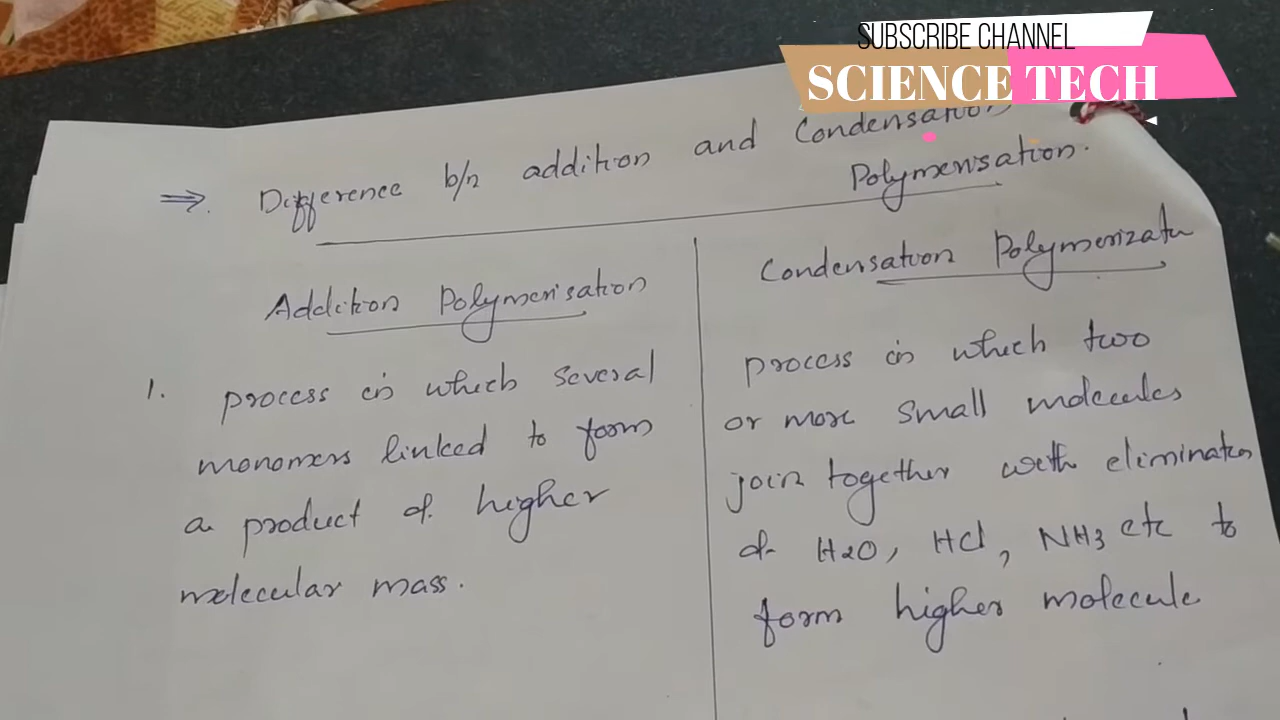 SUBSCRIBE CHANNEL
SCIENCE TECH
⇒ Difference b/n addition and Condensation
Polymerisation.
Addition Polymerisation
Condensation Polymerizatn
1. process in which several
monomers linked to form
a product of higher
molecular mass.
process in which two
or more small molecules
join together with elimination
of H2O, HCl, NH3 etc to
form higher molecule